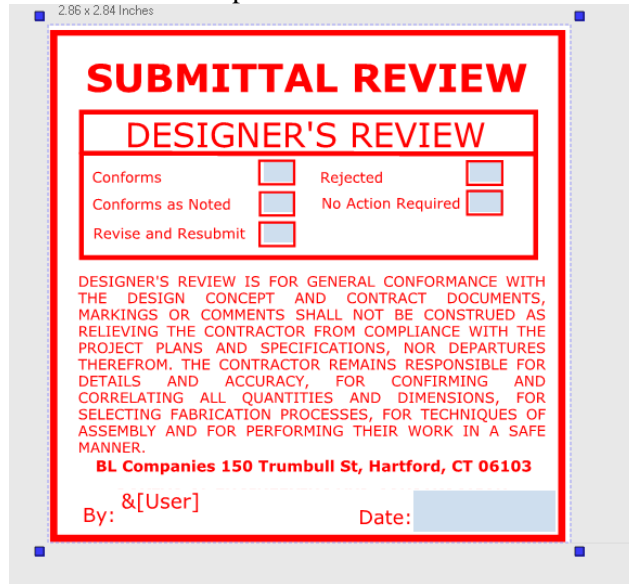 2.86 x 2.84 Inches
SUBMITTAL REVIEW
DESIGNER'S REVIEW
Conforms
Rejected
Conforms as Noted
No Action Required
Revise and Resubmit
DESIGNER'S REVIEW IS FOR GENERAL CONFORMANCE WITH
THE DESIGN CONCEPT AND CONTRACT DOCUMENTS,
MARKINGS OR COMMENTS SHALL NOT BE CONSTRUED AS
RELIEVING THE CONTRACTOR FROM COMPLIANCE WITH THE
PROJECT PLANS AND SPECIFICATIONS, NOR DEPARTURES
THEREFROM. THE CONTRACTOR REMAINS RESPONSIBLE FOR
DETAILS AND ACCURACY, FOR CONFIRMING AND
CORRELATING ALL QUANTITIES AND DIMENSIONS, FOR
SELECTING FABRICATION PROCESSES, FOR TECHNIQUES OF
ASSEMBLY AND FOR PERFORMING THEIR WORK IN A SAFE
MANNER.
BL Companies 150 Trumbull St, Hartford, CT 06103
By: &[User]
Date: